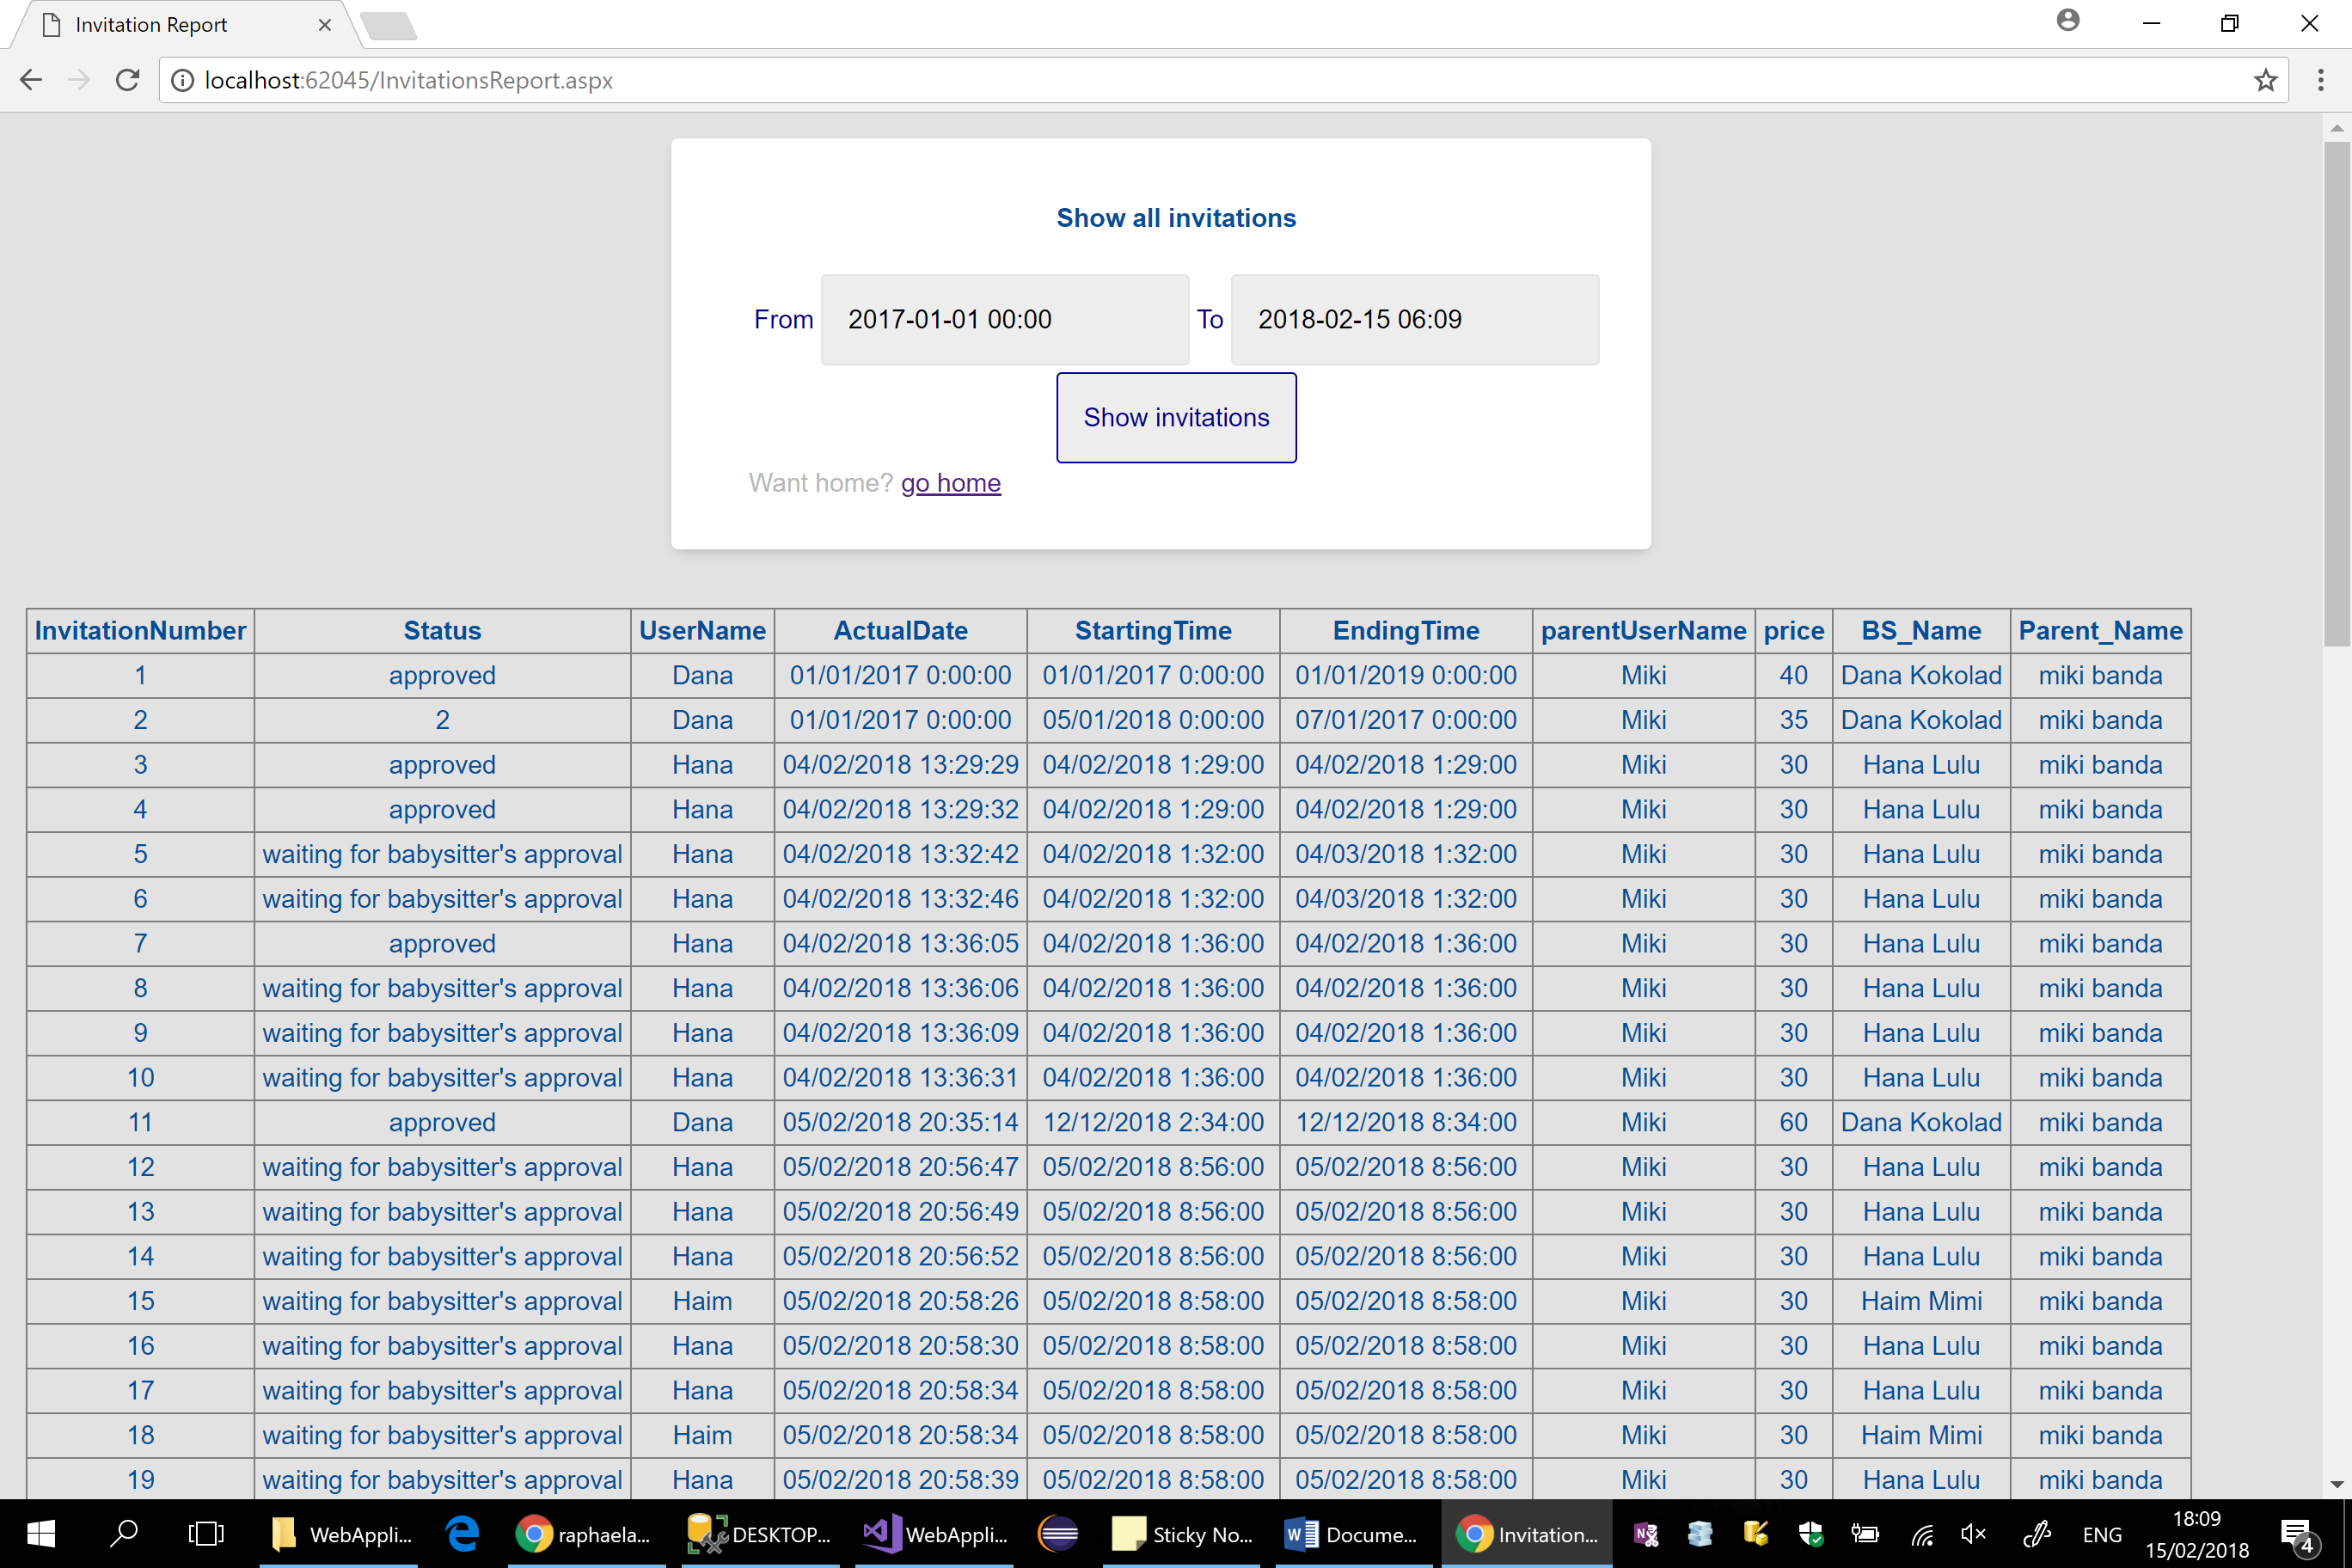 Invitation Report
localhost:62045/InvitationsReport.aspx
Show all invitations
From 2017-01-01 00:00 To 2018-02-15 06:09
Show invitations
Want home? go home
InvitationNumber Status UserName ActualDate StartingTime EndingTime parentUserName price BS_Name Parent_Name
1 approved Dana 01/01/2017 0:00:00 01/01/2017 0:00:00 01/01/2019 0:00:00 Miki 40 Dana Kokolad miki banda
2 2 Dana 01/01/2017 0:00:00 05/01/2018 0:00:00 07/01/2017 0:00:00 Miki 35 Dana Kokolad miki banda
3 approved Hana 04/02/2018 13:29:29 04/02/2018 1:29:00 04/02/2018 1:29:00 Miki 30 Hana Lulu miki banda
4 approved Hana 04/02/2018 13:29:32 04/02/2018 1:29:00 04/02/2018 1:29:00 Miki 30 Hana Lulu miki banda
5 waiting for babysitter's approval Hana 04/02/2018 13:32:42 04/02/2018 1:32:00 04/03/2018 1:32:00 Miki 30 Hana Lulu miki banda
6 waiting for babysitter's approval Hana 04/02/2018 13:32:46 04/02/2018 1:32:00 04/03/2018 1:32:00 Miki 30 Hana Lulu miki banda
7 approved Hana 04/02/2018 13:36:05 04/02/2018 1:36:00 04/02/2018 1:36:00 Miki 30 Hana Lulu miki banda
8 waiting for babysitter's approval Hana 04/02/2018 13:36:06 04/02/2018 1:36:00 04/02/2018 1:36:00 Miki 30 Hana Lulu miki banda
9 waiting for babysitter's approval Hana 04/02/2018 13:36:09 04/02/2018 1:36:00 04/02/2018 1:36:00 Miki 30 Hana Lulu miki banda
10 waiting for babysitter's approval Hana 04/02/2018 13:36:31 04/02/2018 1:36:00 04/02/2018 1:36:00 Miki 30 Hana Lulu miki banda
11 approved Dana 05/02/2018 20:35:14 12/12/2018 2:34:00 12/12/2018 8:34:00 Miki 60 Dana Kokolad miki banda
12 waiting for babysitter's approval Hana 05/02/2018 20:56:47 05/02/2018 8:56:00 05/02/2018 8:56:00 Miki 30 Hana Lulu miki banda
13 waiting for babysitter's approval Hana 05/02/2018 20:56:49 05/02/2018 8:56:00 05/02/2018 8:56:00 Miki 30 Hana Lulu miki banda
14 waiting for babysitter's approval Hana 05/02/2018 20:56:52 05/02/2018 8:56:00 05/02/2018 8:56:00 Miki 30 Hana Lulu miki banda
15 waiting for babysitter's approval Haim 05/02/2018 20:58:26 05/02/2018 8:58:00 05/02/2018 8:58:00 Miki 30 Haim Mimi miki banda
16 waiting for babysitter's approval Hana 05/02/2018 20:58:30 05/02/2018 8:58:00 05/02/2018 8:58:00 Miki 30 Hana Lulu miki banda
17 waiting for babysitter's approval Hana 05/02/2018 20:58:34 05/02/2018 8:58:00 05/02/2018 8:58:00 Miki 30 Hana Lulu miki banda
18 waiting for babysitter's approval Haim 05/02/2018 20:58:34 05/02/2018 8:58:00 05/02/2018 8:58:00 Miki 30 Haim Mimi miki banda
19 waiting for babysitter's approval Hana 05/02/2018 20:58:39 05/02/2018 8:58:00 05/02/2018 8:58:00 Miki 30 Hana Lulu miki banda
WebAppli... raphaela... DESKTOP... WebAppli... Sticky No... Docume... Invitation... ENG 18:09
15/02/2018 4